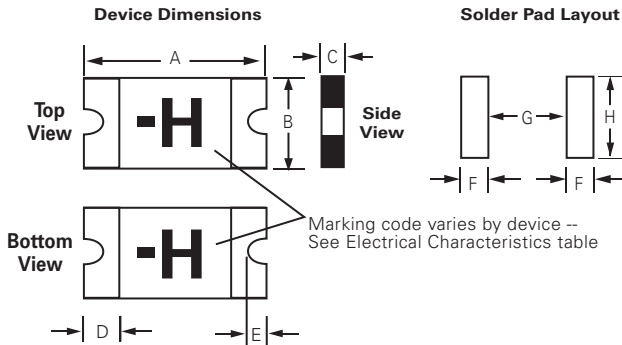 Device Dimensions
Solder Pad Layout
A
C
Top
View
-H
B
Side
View
G
H
F
F
Marking code varies by device --
See Electrical Characteristics table
Bottom
View
-H
D
E